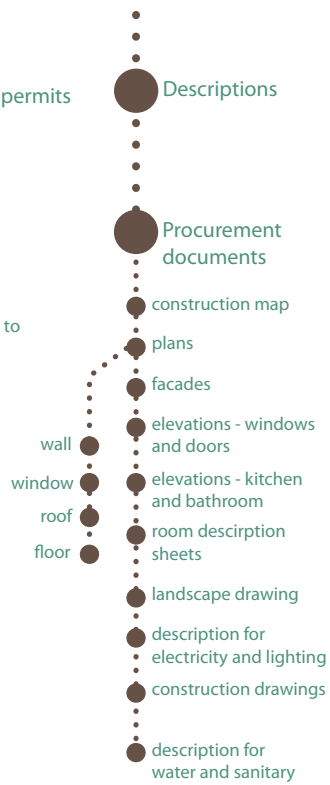 permits
Descriptions
Procurement
documents
construction map
to
plans
facades
elevations - windows
and doors
wall
window
elevations - kitchen
and bathroom
roof
room descirption
sheets
floor
landscape drawing
description for
electricity and lighting
construction drawings
description for
water and sanitary